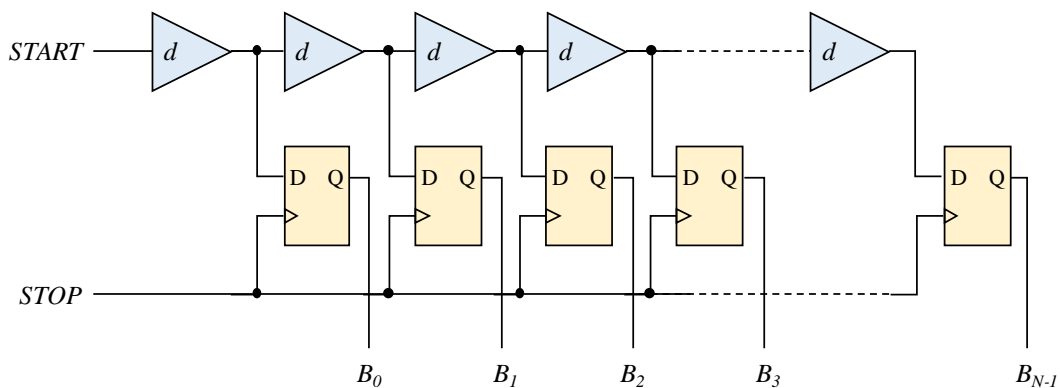 START d d d d d
D Q D Q D Q D Q D Q
STOP
B0 B1 B2 B3 BN-1